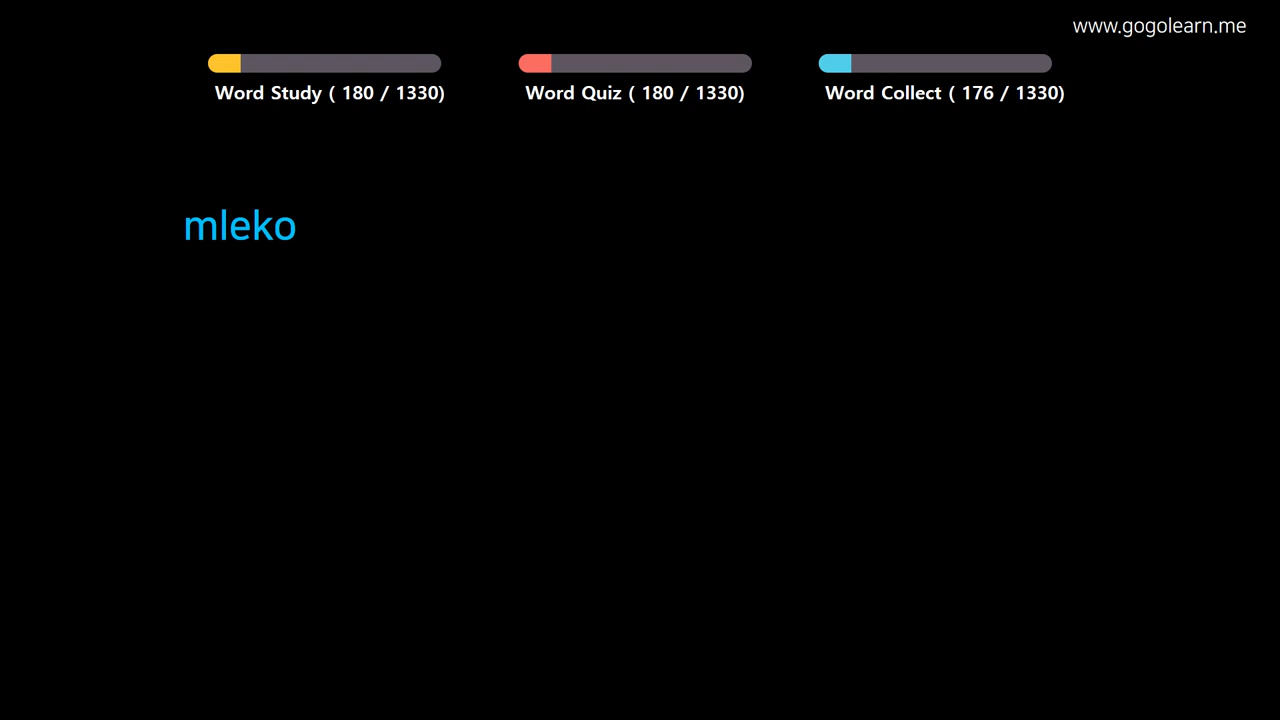 www.gogolearn.me
Word Study ( 180 / 1330)
Word Quiz ( 180 / 1330)
Word Collect ( 176 / 1330)
mleko